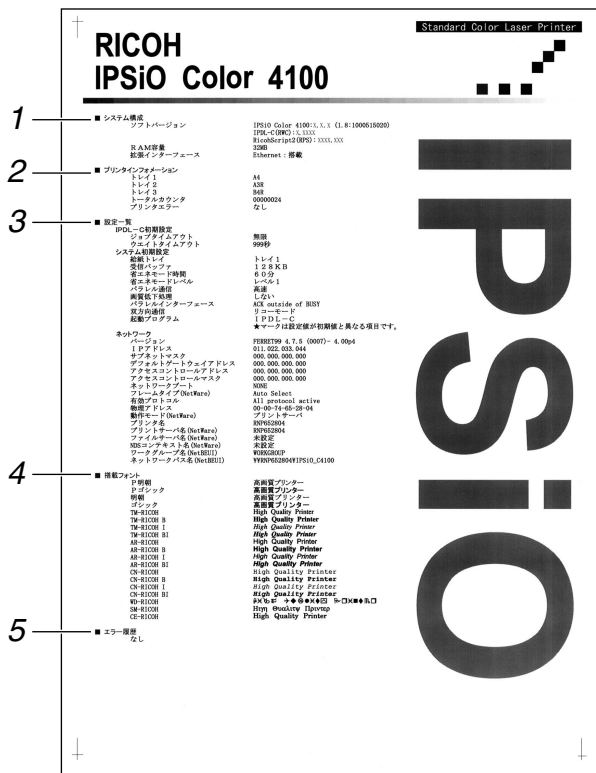 Standard Color Laser Printer
RICOH
IPSiO Color 4100
1
■ システム構成
ソフトバージョン IPSiO Color 4100:X.X.X (1.8:1000515020)
IPDL-C(RWC):X.XXXX
RicohScript2(RPS):XXXX.XXX
RAM容量 32MB
拡張インターフェース Ethernet：搭載
2
■ プリンタインフォメーション
トレイ1 A4
トレイ2 A3R
トレイ3 B4R
トータルカウンタ 00000024
プリンタエラー なし
3
■ 設定一覧
IPDL-C初期設定
ジョブタイムアウト 無限
ウエイトタイムアウト 999秒
システム初期設定
給紙トレイ トレイ1
受信バッファ 128KB
省エネモード時間 60分
省エネモードレベル レベル1
パラレル通信 高速
画質低下処理 しない
パラレルインターフェース ACK outside of BUSY
双方向通信 リコーモード
起動プログラム IPDL-C
★マークは設定値が初期値と異なる項目です。
ネットワーク
バージョン FERRET99 4.7.5 (0007)- 4.00p4
IPアドレス 011.022.033.044
サブネットマスク 000.000.000.000
デフォルトゲートウェイアドレス 000.000.000.000
アクセスコントロールアドレス 000.000.000.000
アクセスコントロールマスク 000.000.000.000
ネットワークブート NONE
フレームタイプ(NetWare) Auto Select
有効プロトコル All protocol active
物理アドレス 00-00-74-65-28-04
動作モード(NetWare) プリントサーバ
プリンタ名 RNP652804
プリントサーバ名(NetWare) RNP652804
ファイルサーバ名(NetWare) 未設定
NDSコンテキスト名(NetWare) 未設定
ワークグループ名(NetBEUI) WORKGROUP
ネットワークパス名(NetBEUI) ¥¥RNP652804¥IPSiO_C4100
4
■ 搭載フォント
P明朝 高画質プリンター
Pゴシック 高画質プリンター
明朝 高画質プリンター
ゴシック 高画質プリンター
TM-RICOH High Quality Printer
TM-RICOH B High Quality Printer
TM-RICOH I High Quality Printer
TM-RICOH BI High Quality Printer
AR-RICOH High Quality Printer
AR-RICOH B High Quality Printer
AR-RICOH I High Quality Printer
AR-RICOH BI High Quality Printer
CN-RICOH High Quality Printer
CN-RICOH B High Quality Printer
CN-RICOH I High Quality Printer
CN-RICOH BI High Quality Printer
WD-RICOH
SM-RICOH Ηιγη Θυαλιτψ Πριντερ
CE-RICOH High Quality Printer
5
■ エラー履歴
なし
IPSiO